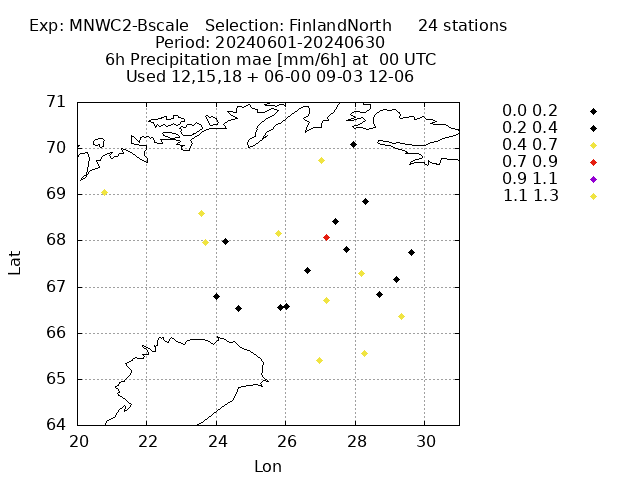 Exp: MNWC2-Bscale   Selection: FinlandNorth     24 stations
Period: 20240601-20240630
6h Precipitation mae [mm/6h] at  00 UTC
Used 12,15,18 + 06-00 09-03 12-06
0.0 0.2
0.2 0.4
0.4 0.7
0.7 0.9
0.9 1.1
1.1 1.3
71
70
69
68
67
66
65
64
Lat
20 22 24 26 28 30
Lon